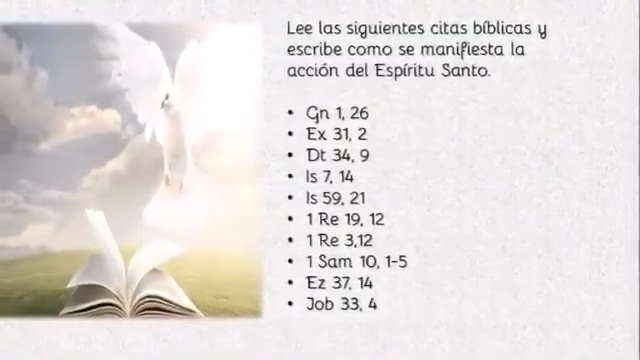 Lee las siguientes citas bíblicas y
escribe como se manifiesta la
acción del Espíritu Santo.
• Gn 1, 26
• Ex 31, 2
• Dt 34, 9
• Is 7, 14
• Is 59, 21
• 1 Re 19, 12
• 1 Re 3,12
• 1 Sam 10, 1-5
• Ez 37, 14
• Job 33, 4